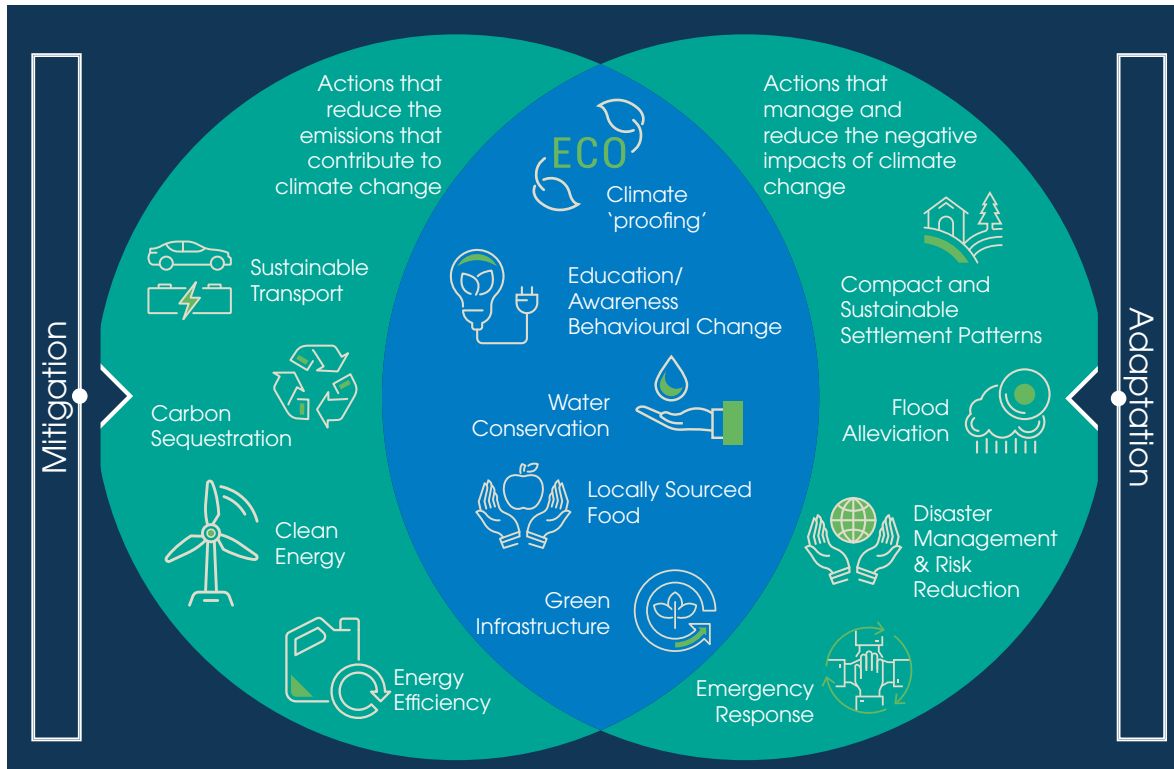 Mitigation
Actions that
reduce the
emissions that
contribute to
climate change
Sustainable
Transport
Carbon
Sequestration
Clean
Energy
Energy
Efficiency
ECO
Climate
‘proofing’
Education/
Awareness
Behavioural Change
Water
Conservation
Locally Sourced
Food
Green
Infrastructure
Actions that
manage and
reduce the negative
impacts of climate
change
Compact and
Sustainable
Settlement Patterns
Flood
Alleviation
Disaster
Management
& Risk
Reduction
Emergency
Response
Adaptation